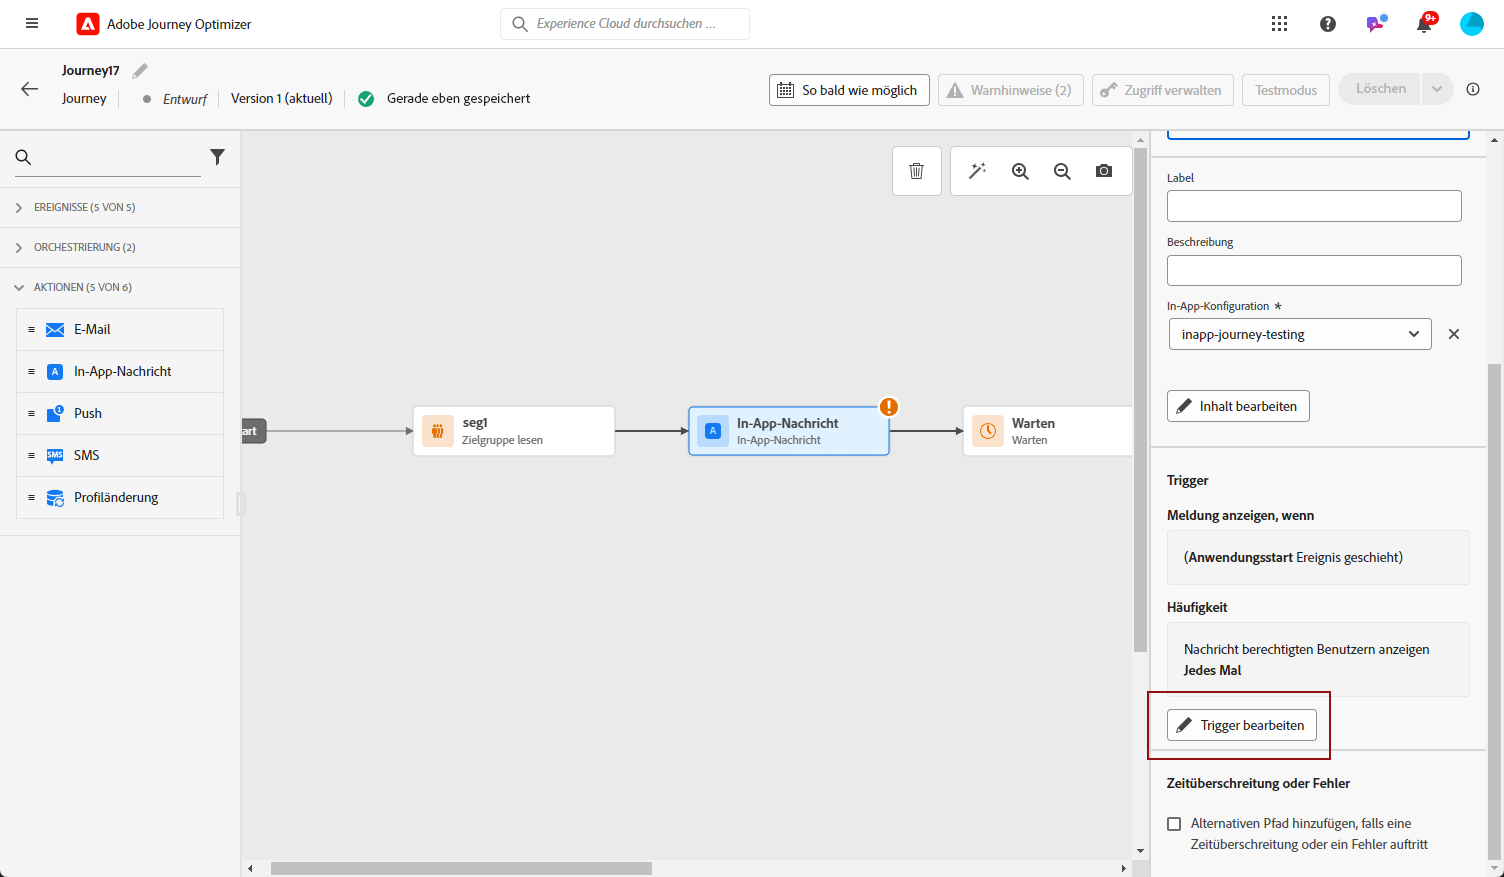 Adobe Journey Optimizer
Experience Cloud durchsuchen ...
9+
Journey17
Journey
Entwurf
Version 1 (aktuell)
Gerade eben gespeichert
So bald wie möglich
Warnhinweise (2)
Zugriff verwalten
Testmodus
Löschen
EREIGNISSE (5 VON 5)
ORCHESTRIERUNG (2)
AKTIONEN (5 VON 6)
E-Mail
A
In-App-Nachricht
1
Push
SMS
SMS
Profiländerung
art
seg1
Zielgruppe lesen
A
In-App-Nachricht
In-App-Nachricht
Warten
Warten
Label
Beschreibung
In-App-Konfiguration *
inapp-journey-testing
Inhalt bearbeiten
Trigger
Meldung anzeigen, wenn
(Anwendungsstart Ereignis geschieht)
Häufigkeit
Nachricht berechtigten Benutzern anzeigen
Jedes Mal
Trigger bearbeiten
Zeitüberschreitung oder Fehler
Alternativen Pfad hinzufügen, falls eine
Zeitüberschreitung oder ein Fehler auftritt